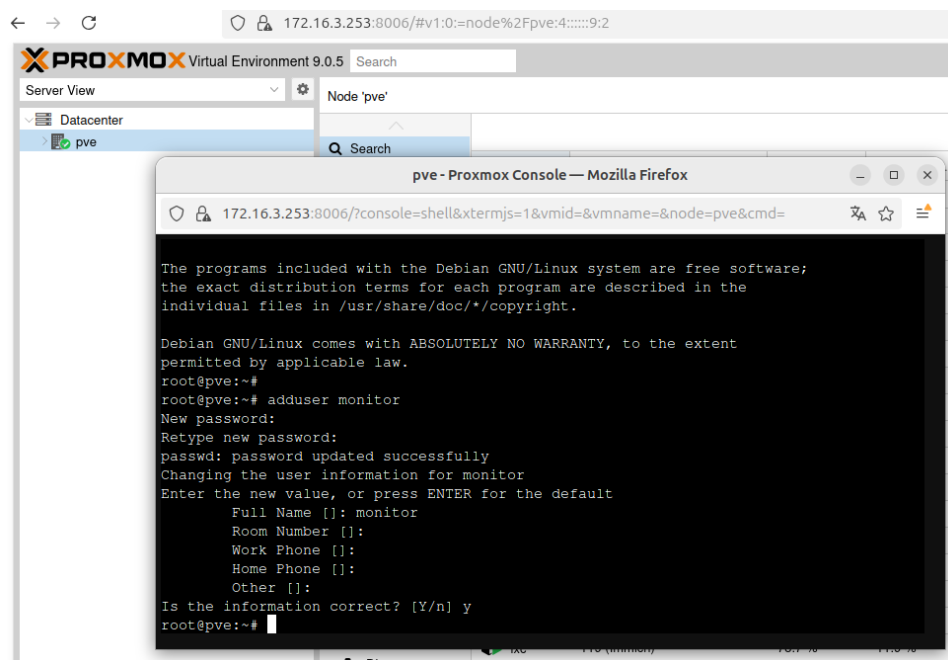 172.16.3.253:8006/#v1:0:=node%2Fpve:4::::::9:2
PROXMOX Virtual Environment 9.0.5 Search
Server View
Node 'pve'
Datacenter
pve
Search
pve - Proxmox Console — Mozilla Firefox
172.16.3.253:8006/?console=shell&xtermjs=1&vmid=&vmname=&node=pve&cmd=
The programs included with the Debian GNU/Linux system are free software;
the exact distribution terms for each program are described in the
individual files in /usr/share/doc/*/copyright.
Debian GNU/Linux comes with ABSOLUTELY NO WARRANTY, to the extent
permitted by applicable law.
root@pve:~#
root@pve:~# adduser monitor
New password:
Retype new password:
passwd: password updated successfully
Changing the user information for monitor
Enter the new value, or press ENTER for the default
Full Name []: monitor
Room Number []:
Work Phone []:
Home Phone []:
Other []:
Is the information correct? [Y/n] y
root@pve:~#